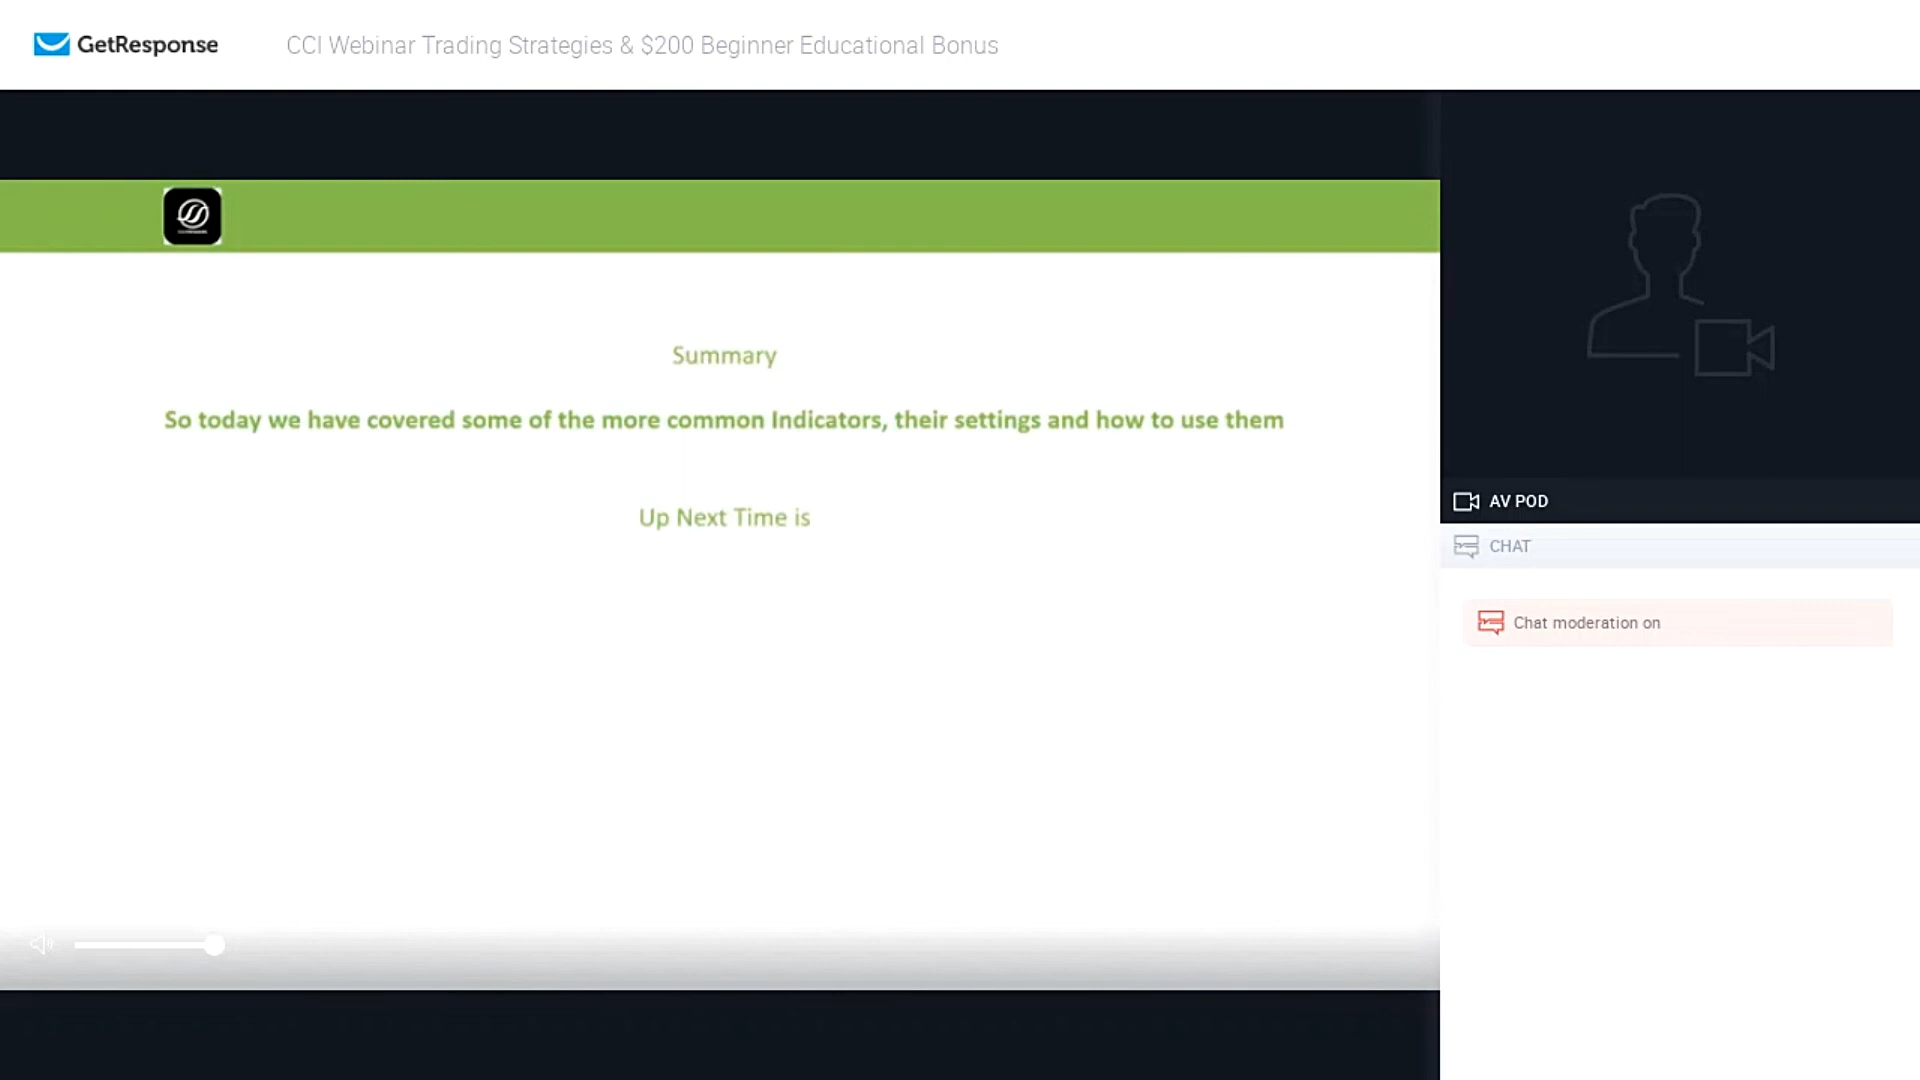 GetResponse
CCI Webinar Trading Strategies & $200 Beginner Educational Bonus
Summary
So today we have covered some of the more common Indicators, their settings and how to use them
Up Next Time is
AV POD
CHAT
Chat moderation on